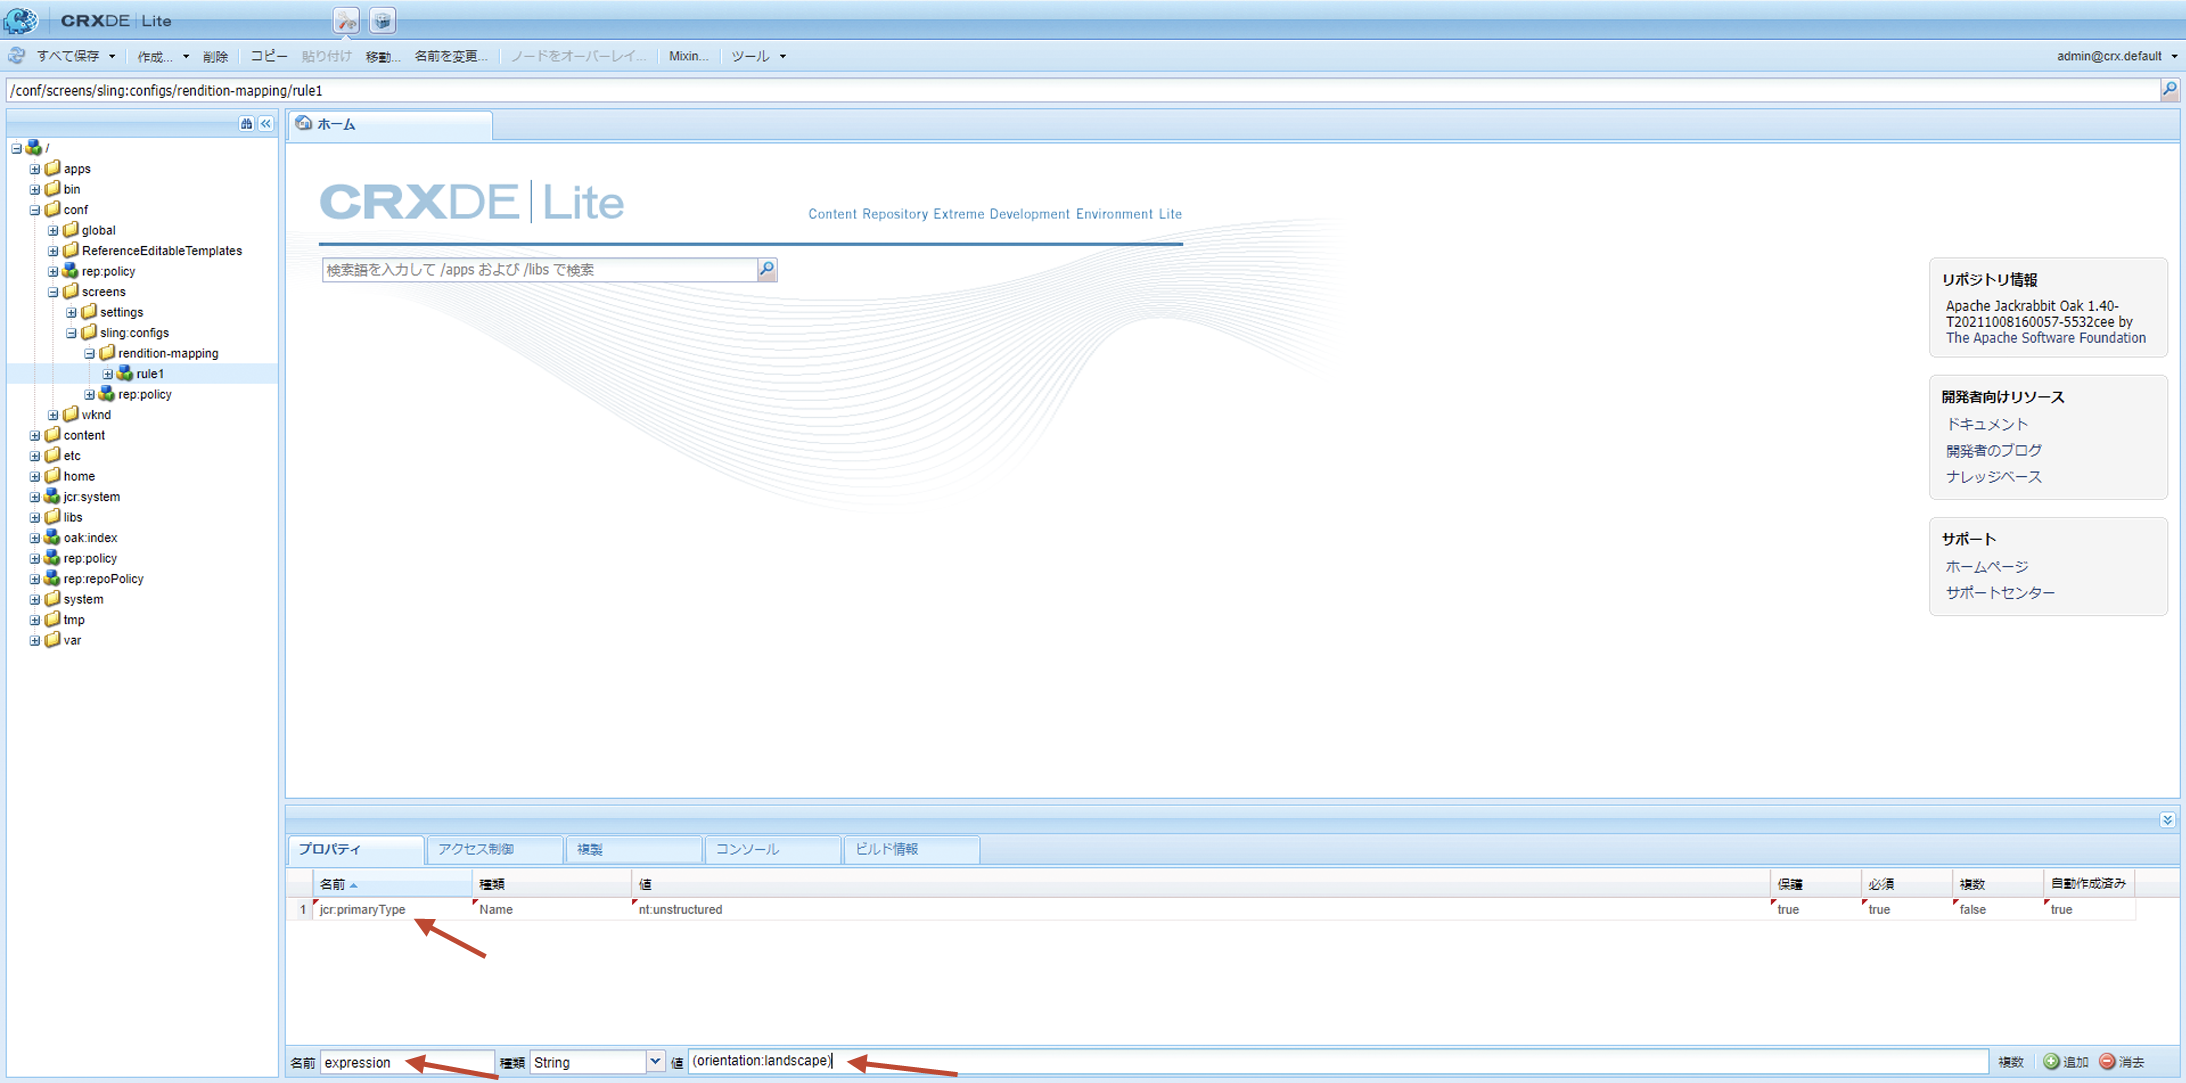 CRXDE | Lite
すべて保存 作成... 削除 コピー 貼り付け 移動... 名前を変更... ノードをオーバーレイ... Mixin... ツール admin@crx.default
/conf/screens/sling:configs/rendition-mapping/rule1
/
apps
bin
conf
global
ReferenceEditableTemplates
rep:policy
screens
settings
sling:configs
rendition-mapping
rule1
rep:policy
wknd
content
etc
home
jcr:system
libs
oak:index
rep:policy
rep:repoPolicy
system
tmp
var
ホーム
CRXDE | Lite
Content Repository Extreme Development Environment Lite
検索語を入力して /apps および /libs で検索
リポジトリ情報
Apache Jackrabbit Oak 1.40-
T20211008160057-5532cee by
The Apache Software Foundation
開発者向けリソース
ドキュメント
開発者のブログ
ナレッジベース
サポート
ホームページ
サポートセンター
プロパティ アクセス制御 複製 コンソール ビルド情報
名前 種類 値 保護 必須 複数 自動作成済み
1 jcr:primaryType Name nt:unstructured true true false true
名前 expression 種類 String 値 (orientation:landscape) 複数 追加 消去